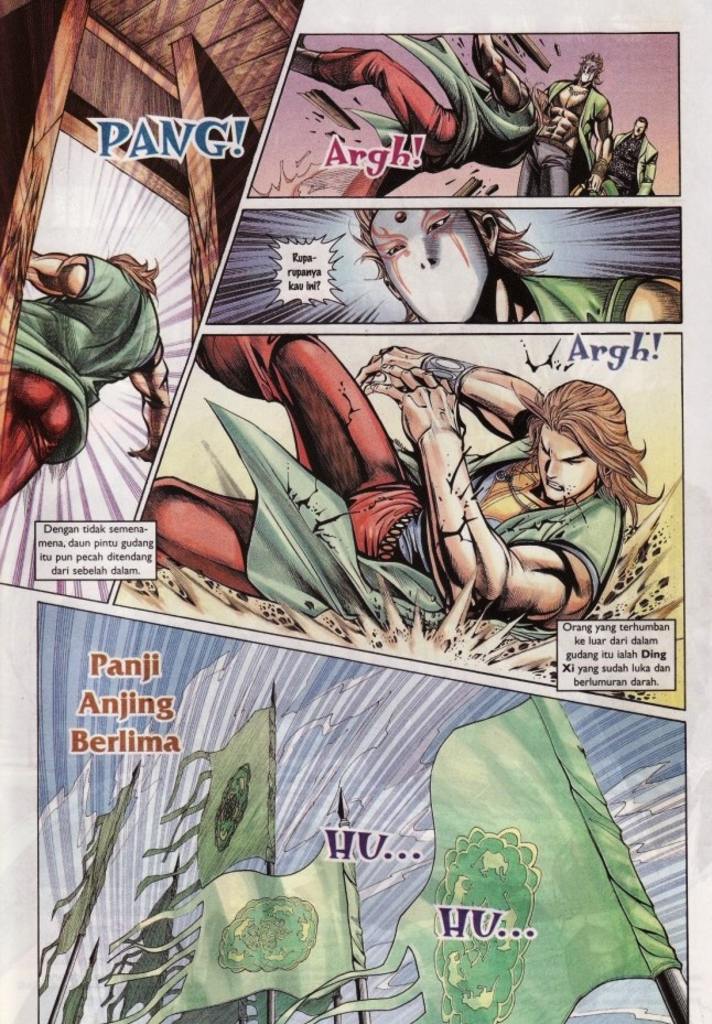 PANG!
Argh!
Rupa-
rupanya
kau ini?
Argh!
Dengan tidak semena-
mena, daun pintu gudang
itu pun pecah ditendang
dari sebelah dalam.
Orang yang terhumban
ke luar dari dalam
gudang itu ialah Ding
Xi yang sudah luka dan
berlumuran darah.
Panji
Anjing
Berlima
HU...
HU...